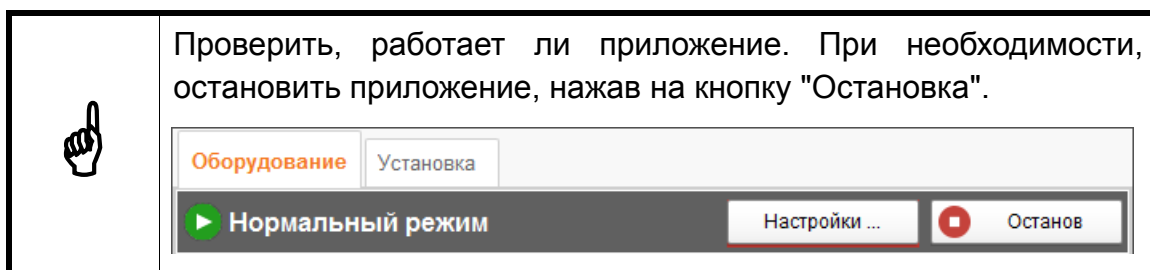 Проверить, работает ли приложение. При необходимости,
остановить приложение, нажав на кнопку "Остановка".
Оборудование Установка
Нормальный режим Настройки ... Останов